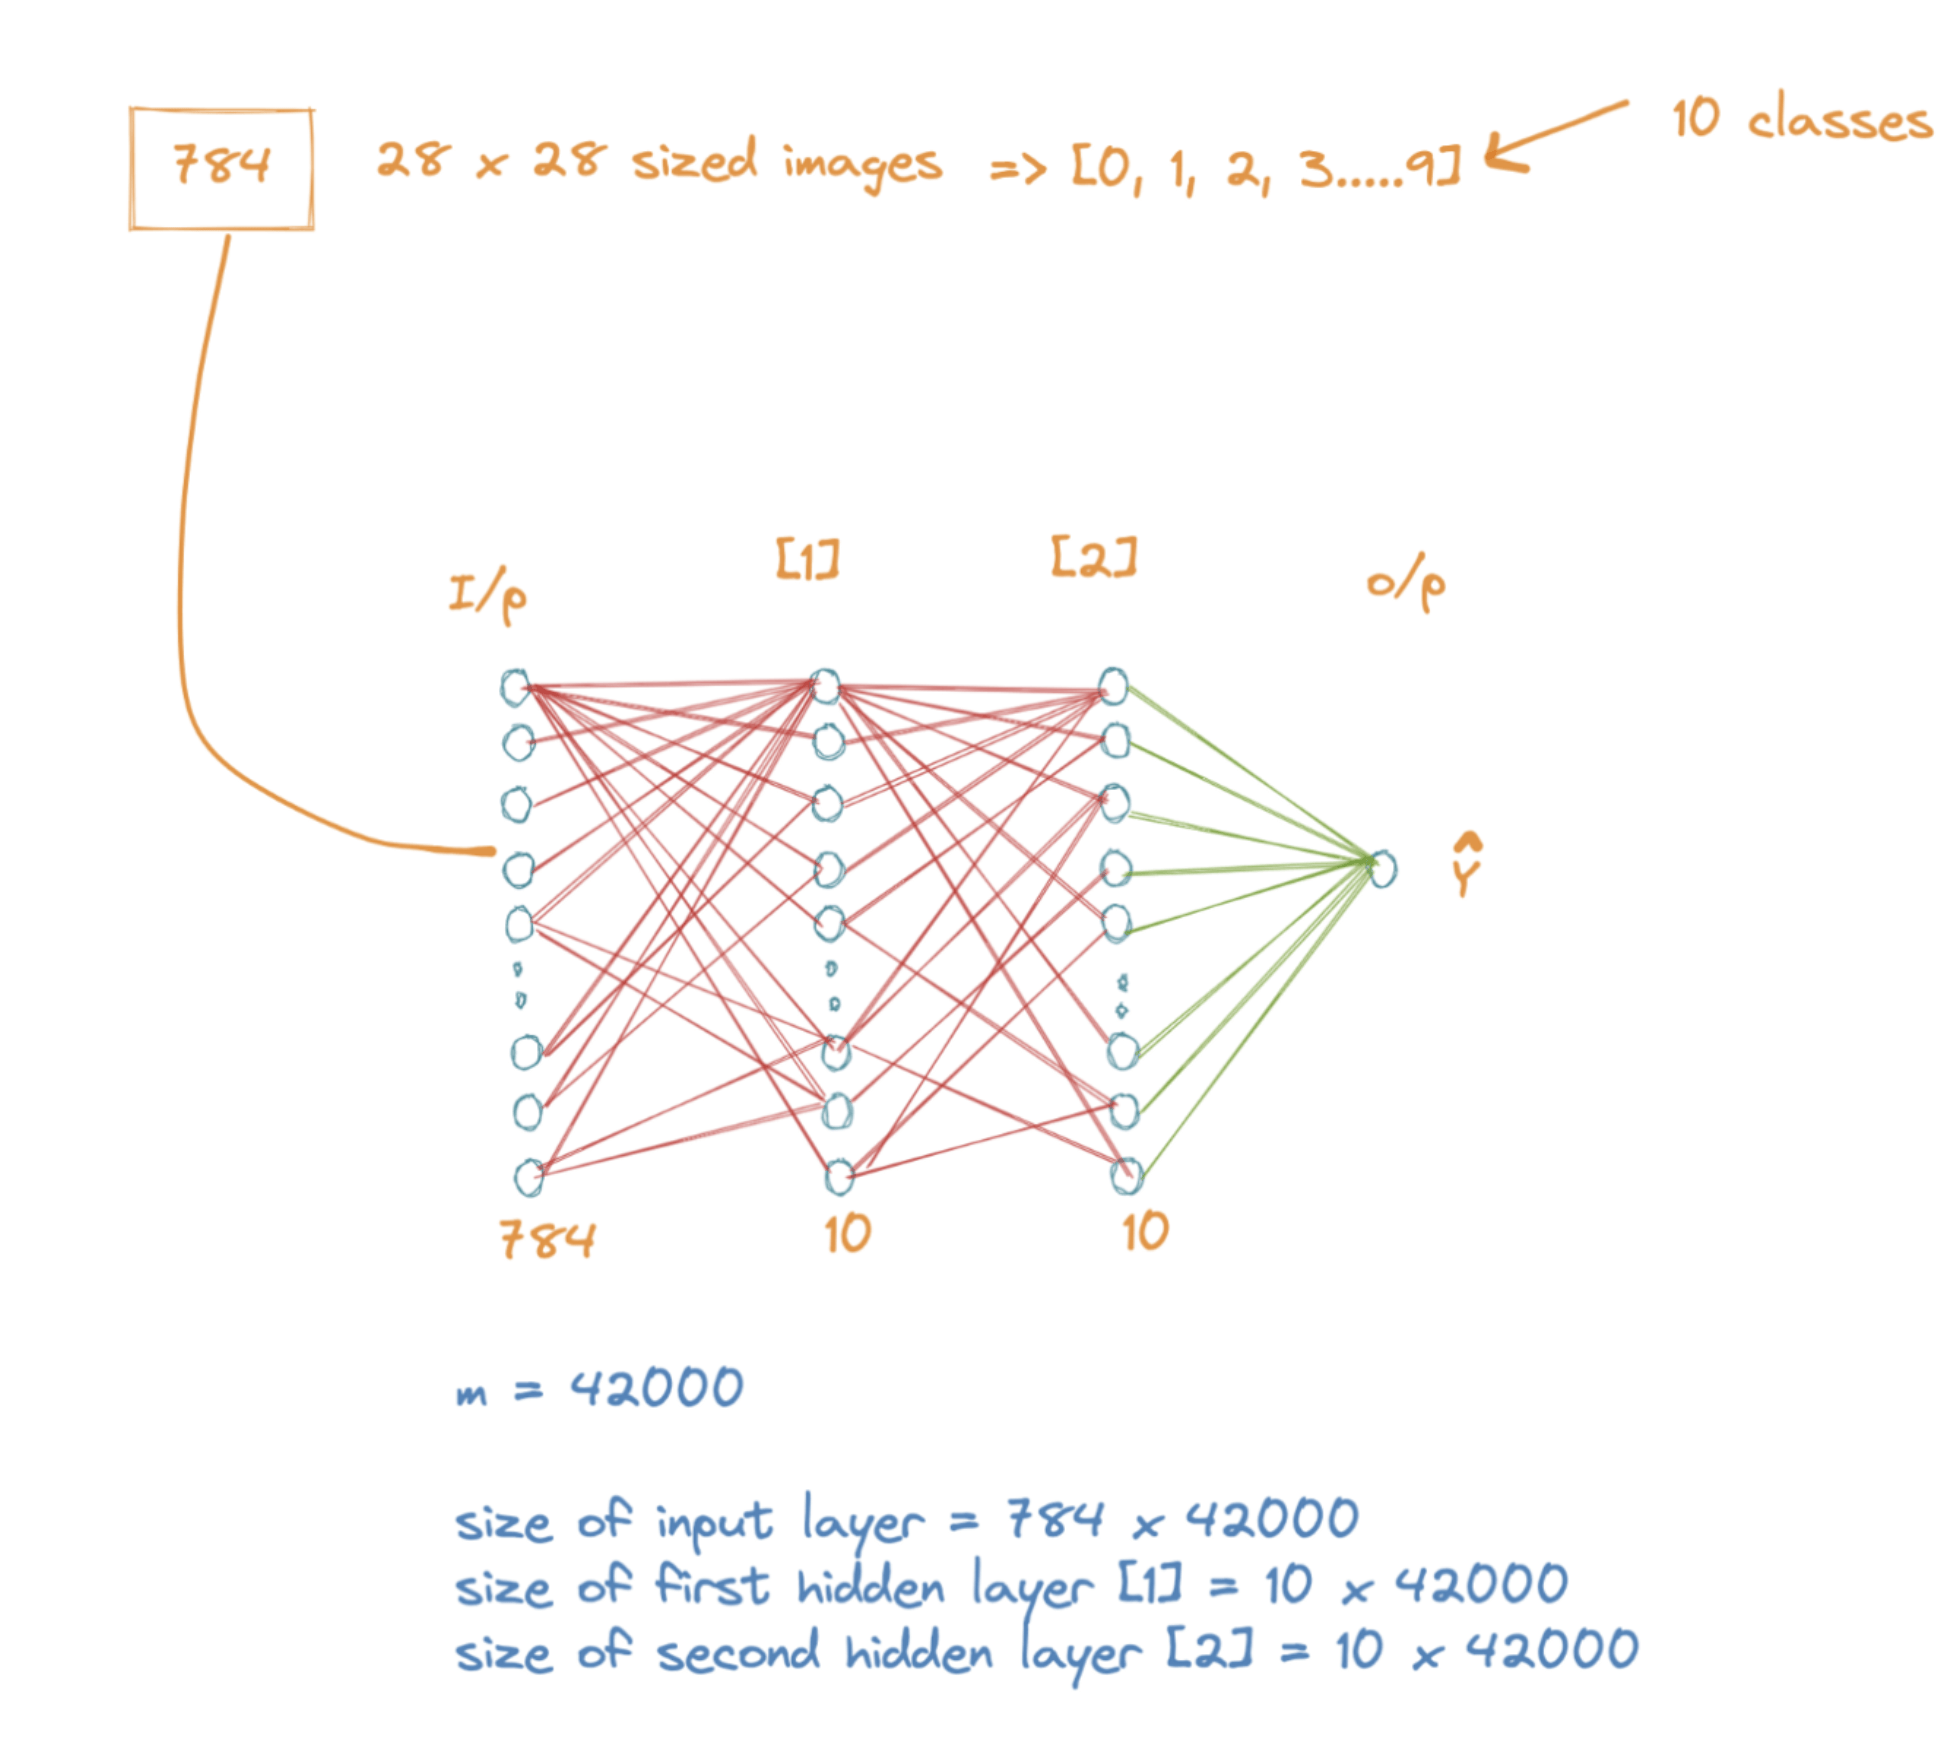 784 28 x 28 sized images => [0, 1, 2, 3......9] 10 classes
I/p [1] [2] o/p
Ŷ
784 10 10
m = 42000
size of input layer = 784 x 42000
size of first hidden layer [1] = 10 x 42000
size of second hidden layer [2] = 10 x 42000